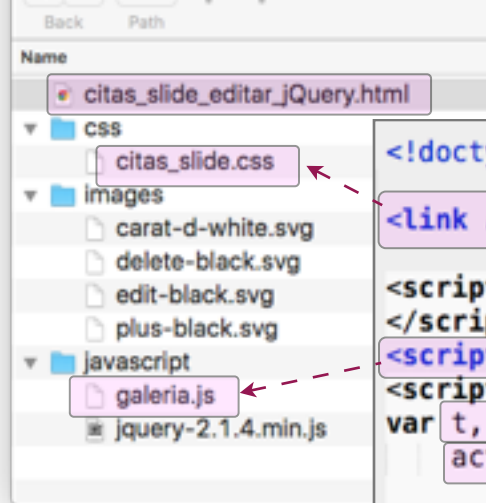 Back Path
Name
citas_slide_editar_jQuery.html
css
citas_slide.css
images
carat-d-white.svg
delete-black.svg
edit-black.svg
plus-black.svg
javascript
galeria.js
jquery-2.1.4.min.js
<!doct
<link
<scrip
</scri
<script
<scrip
var t,
ac